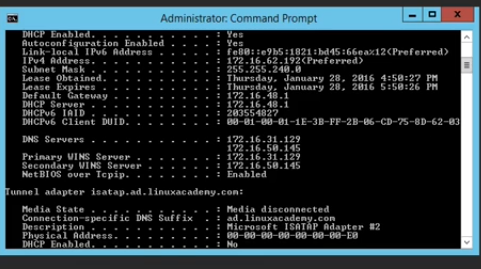 Administrator: Command Prompt
DHCP Enabled. . . . . . . . . . . : Yes
Autoconfiguration Enabled . . . . : Yes
Link-local IPv6 Address . . . . . : fe80::e9b5:1821:bd45:66ea%12(Preferred)
IPv4 Address. . . . . . . . . . . : 172.16.62.192(Preferred)
Subnet Mask . . . . . . . . . . . : 255.255.240.0
Lease Obtained. . . . . . . . . . : Thursday, January 28, 2016 4:50:27 PM
Lease Expires . . . . . . . . . . : Thursday, January 28, 2016 5:50:26 PM
Default Gateway . . . . . . . . . : 172.16.48.1
DHCP Server . . . . . . . . . . . : 172.16.48.1
DHCPv6 IAID . . . . . . . . . . . : 203554827
DHCPv6 Client DUID. . . . . . . . : 00-01-00-01-1E-3B-FF-2B-06-CD-75-8D-62-03
DNS Servers . . . . . . . . . . . : 172.16.31.129
172.16.50.145
Primary WINS Server . . . . . . . : 172.16.31.129
Secondary WINS Server . . . . . . : 172.16.50.145
NetBIOS over Tcpip. . . . . . . . : Enabled
Tunnel adapter isatap.ad.linuxacademy.com:
Media State . . . . . . . . . . . : Media disconnected
Connection-specific DNS Suffix  . : ad.linuxacademy.com
Description . . . . . . . . . . . : Microsoft ISATAP Adapter #2
Physical Address. . . . . . . . . : 00-00-00-00-00-00-00-E0
DHCP Enabled. . . . . . . . . . . : No